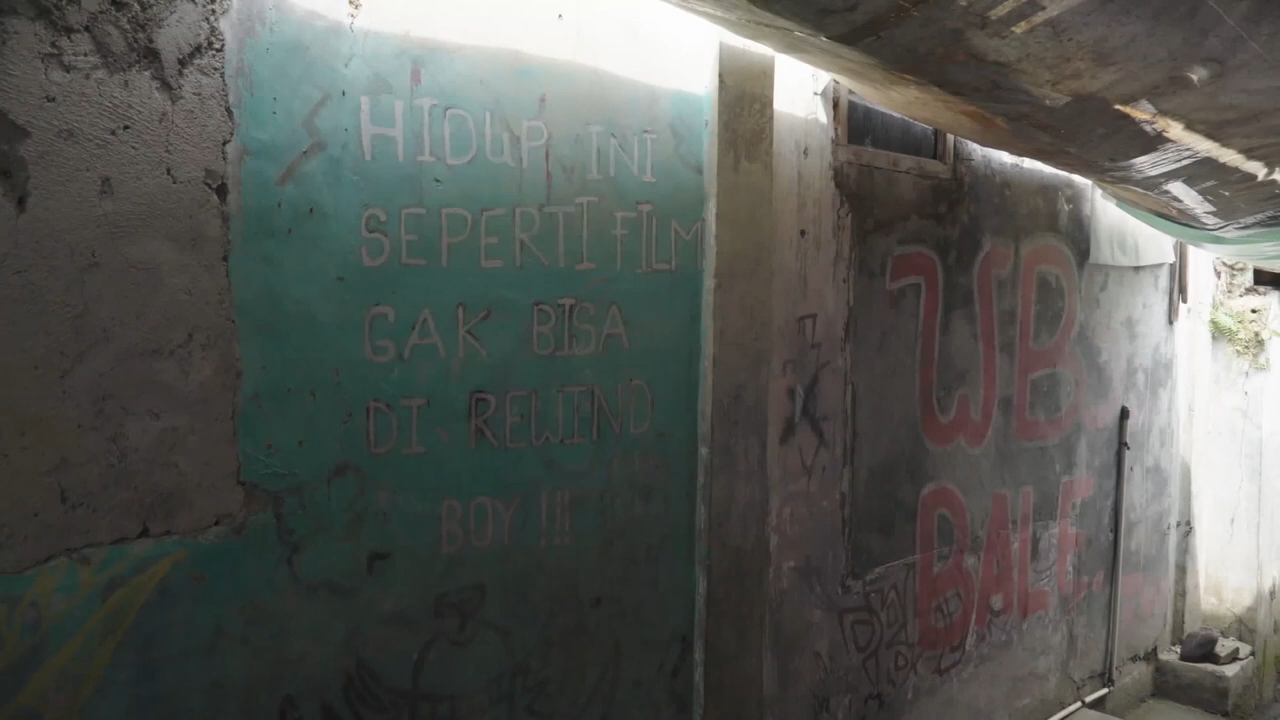 HIDUP INI
SEPERTI FILM
GAK BISA
DI REWIND
BOY !!!
WB
BALE